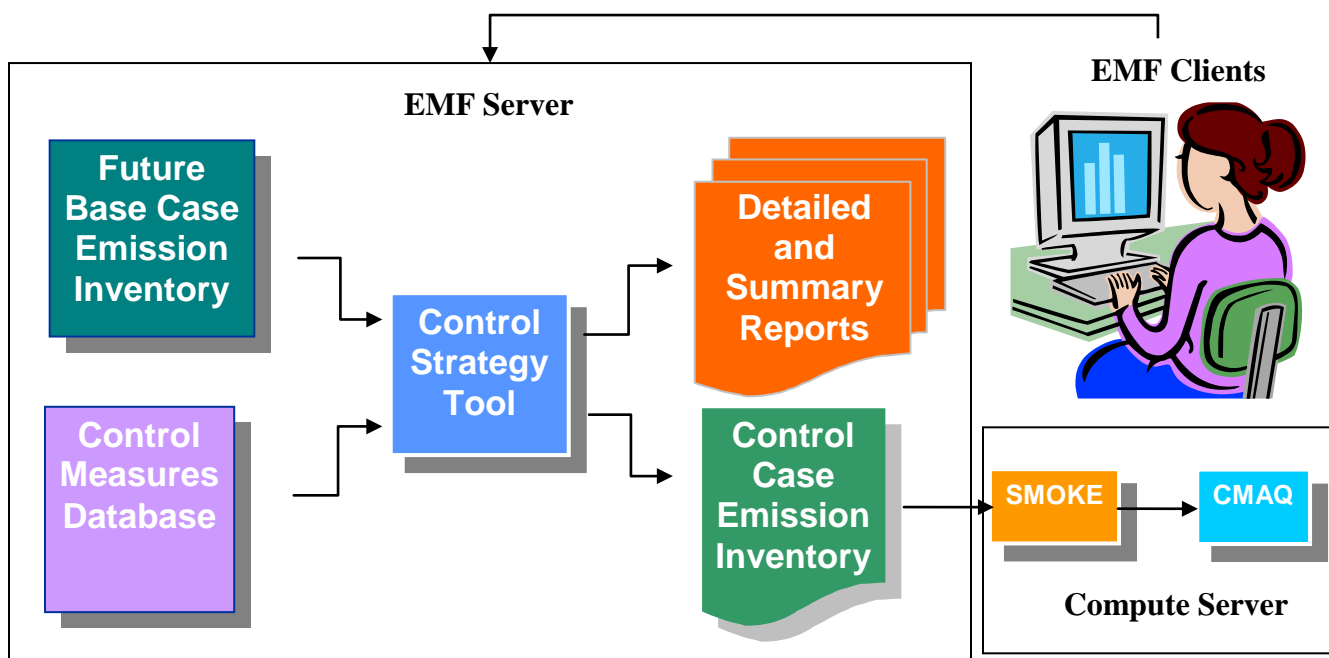 EMF Clients
EMF Server
Future
Base Case
Emission
Inventory
Detailed
and
Summary
Reports
Control
Strategy
Tool
Control
Measures
Database
Control
Case
Emission
Inventory
SMOKE
CMAQ
Compute Server